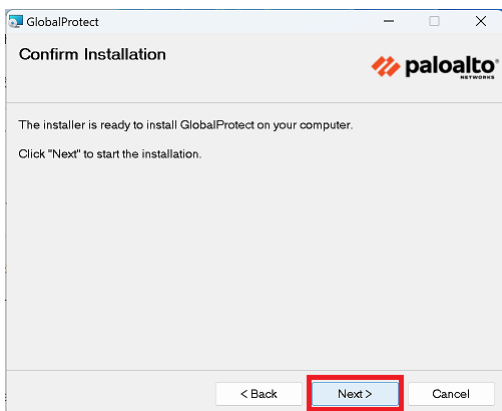 GlobalProtect
Confirm Installation
paloalto
NETWORKS
The installer is ready to install GlobalProtect on your computer.
Click "Next" to start the installation.
< Back
Next >
Cancel